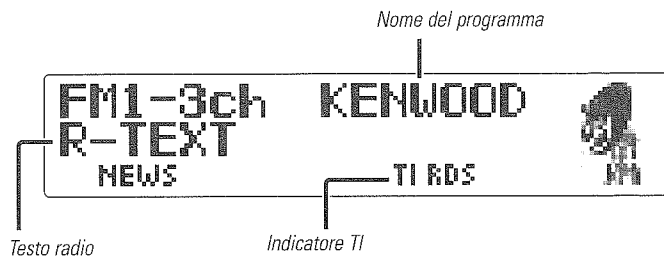 Nome del programma
FM1-3ch KENWOOD
R-TEXT
NEWS TI RDS
Testo radio
Indicatore TI